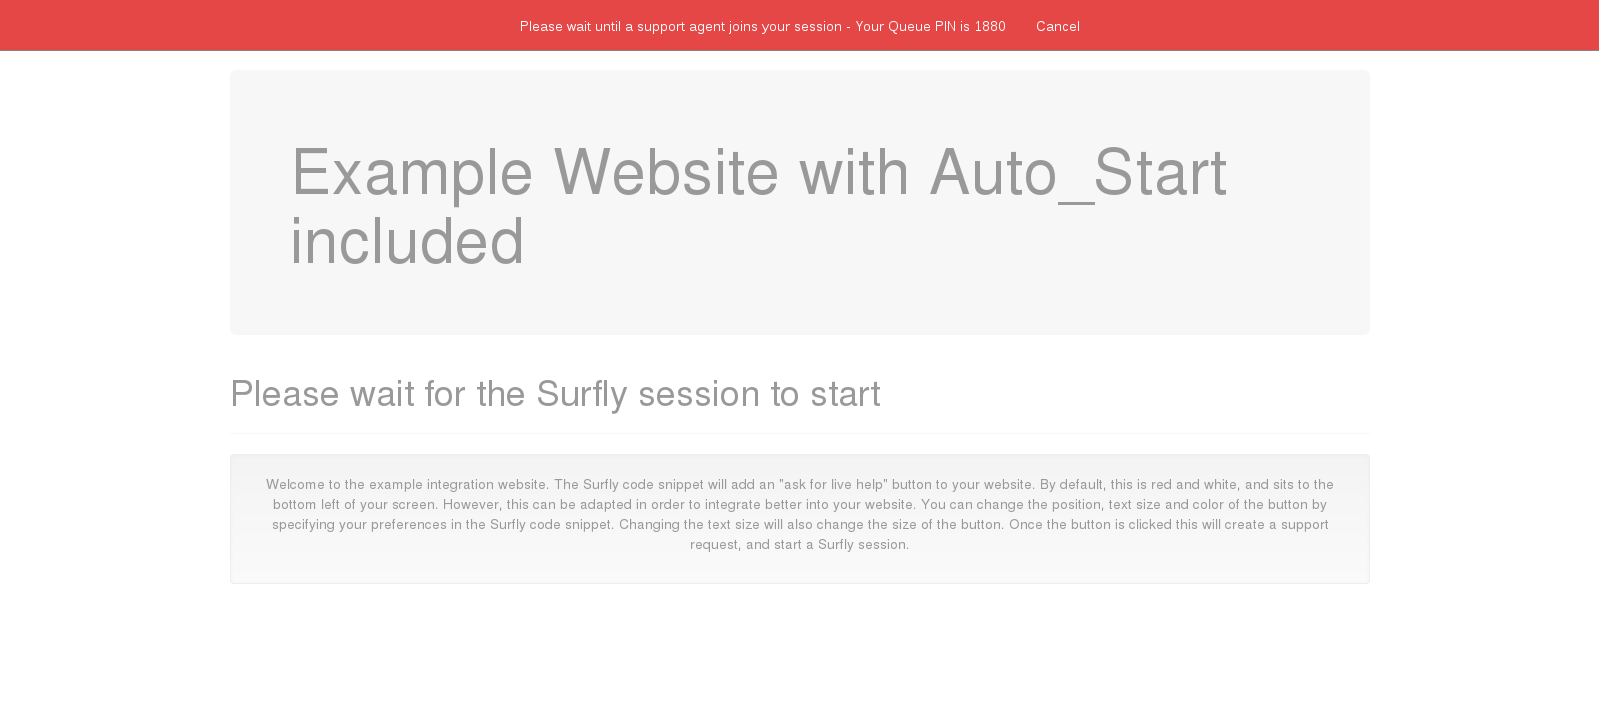 Please wait until a support agent joins your session - Your Queue PIN is 1880 Cancel
Example Website with Auto_Start
included
Please wait for the Surfly session to start
Welcome to the example integration website. The Surfly code snippet will add an "ask for live help" button to your website. By default, this is red and white, and sits to the
bottom left of your screen. However, this can be adapted in order to integrate better into your website. You can change the position, text size and color of the button by
specifying your preferences in the Surfly code snippet. Changing the text size will also change the size of the button. Once the button is clicked this will create a support
request, and start a Surfly session.